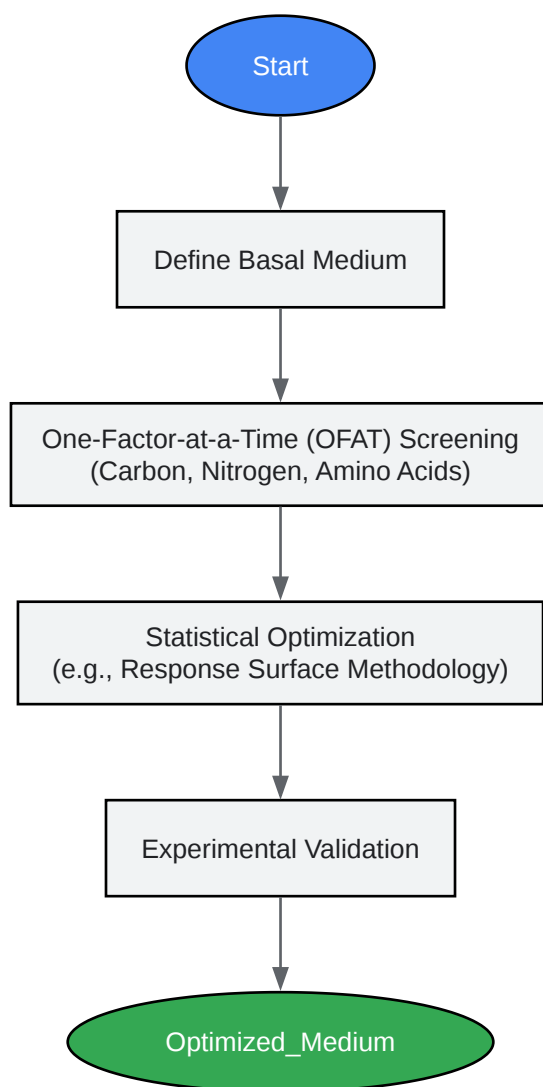 Start
Define Basal Medium
One-Factor-at-a-Time (OFAT) Screening
(Carbon, Nitrogen, Amino Acids)
Statistical Optimization
(e.g., Response Surface Methodology)
Experimental Validation
Optimized_Medium